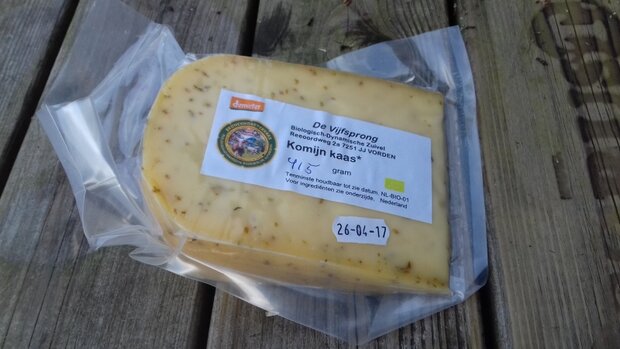 demeter
De Vijfsprong
Biologisch-Dynamische Zuivel
Reeoordweg 2a 7251 JJ VORDEN
Komijn kaas*
415 gram
Tenminste houdbaar tot zie datum. NL-BIO-01
Voor ingrediënten zie onderzijde. Nederland
26-04-17